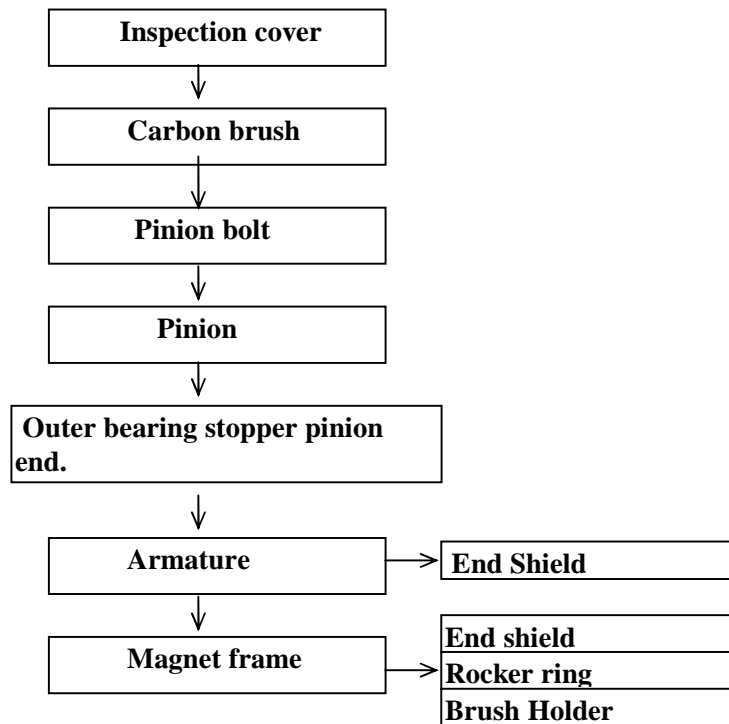 Inspection cover
Carbon brush
Pinion bolt
Pinion
Outer bearing stopper pinion
end.
Armature
End Shield
Magnet frame
End shield
Rocker ring
Brush Holder